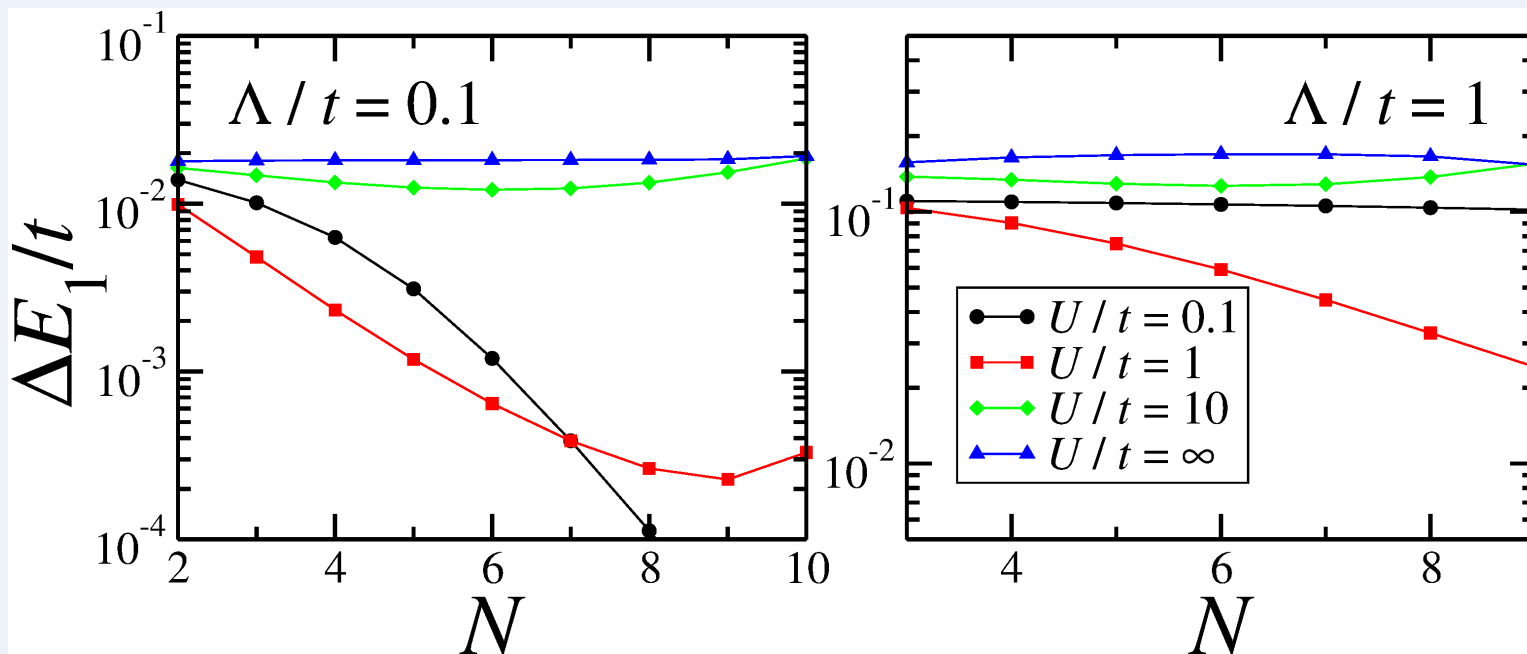 10^-1
10^-2
10^-3
10^-4
ΔE_1/t
Λ / t = 0.1
2 4 6 8 10
N
Λ / t = 1
10^-1
10^-2
U / t = 0.1
U / t = 1
U / t = 10
U / t = ∞
4 6 8
N